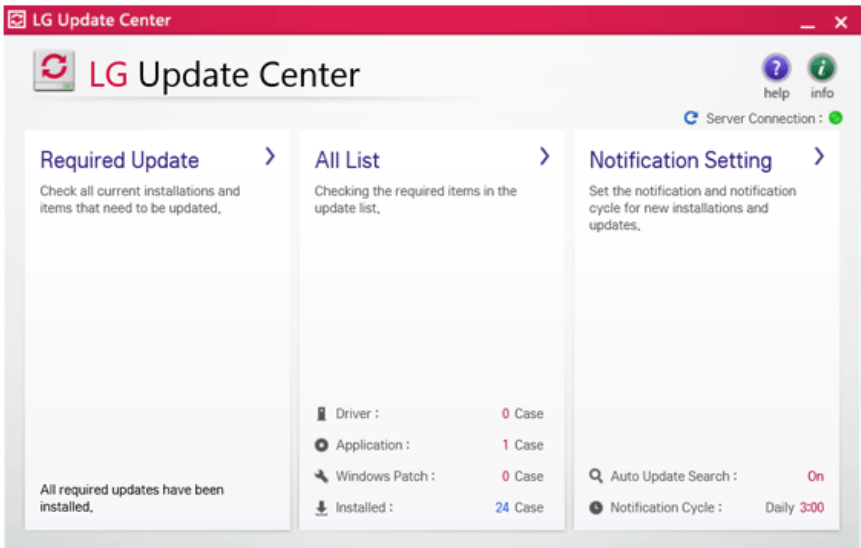 LG Update Center
LG Update Center
help info
Server Connection :
Required Update
Check all current installations and
items that need to be updated.
All required updates have been
installed.
All List
Checking the required items in the
update list.
Driver : 0 Case
Application : 1 Case
Windows Patch : 0 Case
Installed : 24 Case
Notification Setting
Set the notification and notification
cycle for new installations and
updates.
Auto Update Search : On
Notification Cycle : Daily 3:00